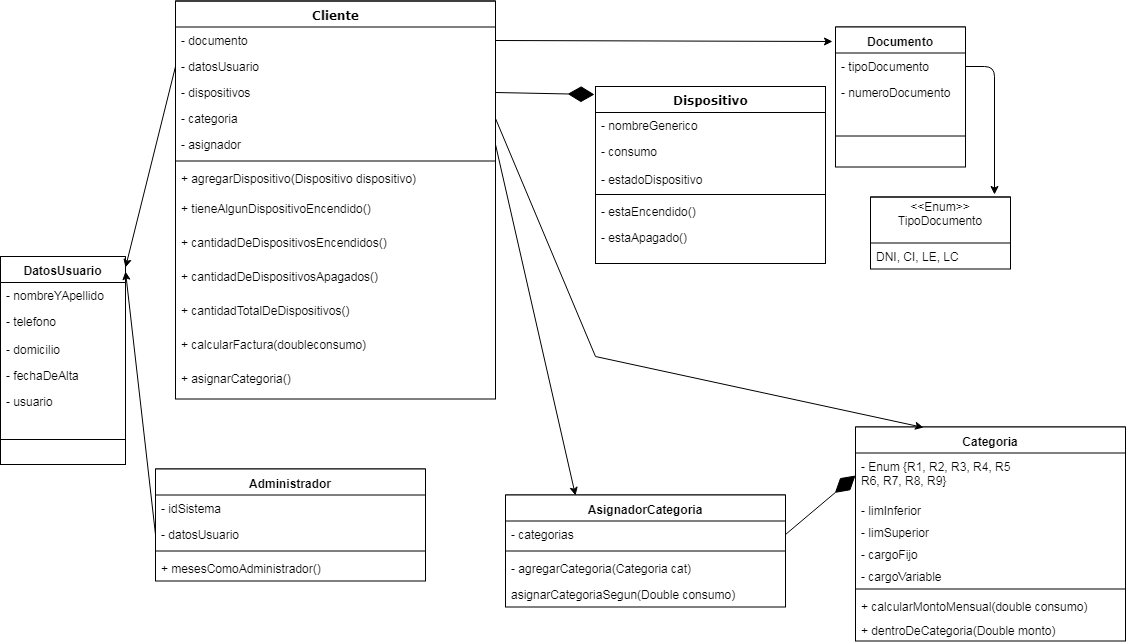 Cliente
- documento
- datosUsuario
- dispositivos
- categoria
- asignador
+ agregarDispositivo(Dispositivo dispositivo)
+ tieneAlgunDispositivoEncendido()
+ cantidadDeDispositivosEncendidos()
+ cantidadDeDispositivosApagados()
+ cantidadTotalDeDispositivos()
+ calcularFactura(doubleconsumo)
+ asignarCategoria()
Documento
- tipoDocumento
- numeroDocumento
Dispositivo
- nombreGenerico
- consumo
- estadoDispositivo
- estaEncendido()
- estaApagado()
<<Enum>>
TipoDocumento
DNI, CI, LE, LC
DatosUsuario
- nombreYApellido
- telefono
- domicilio
- fechaDeAlta
- usuario
Administrador
- idSistema
- datosUsuario
+ mesesComoAdministrador()
AsignadorCategoria
- categorias
- agregarCategoria(Categoria cat)
asignarCategoriaSegun(Double consumo)
Categoria
- Enum {R1, R2, R3, R4, R5
R6, R7, R8, R9}
- limInferior
- limSuperior
- cargoFijo
- cargoVariable
+ calcularMontoMensual(double consumo)
+ dentroDeCategoria(Double monto)